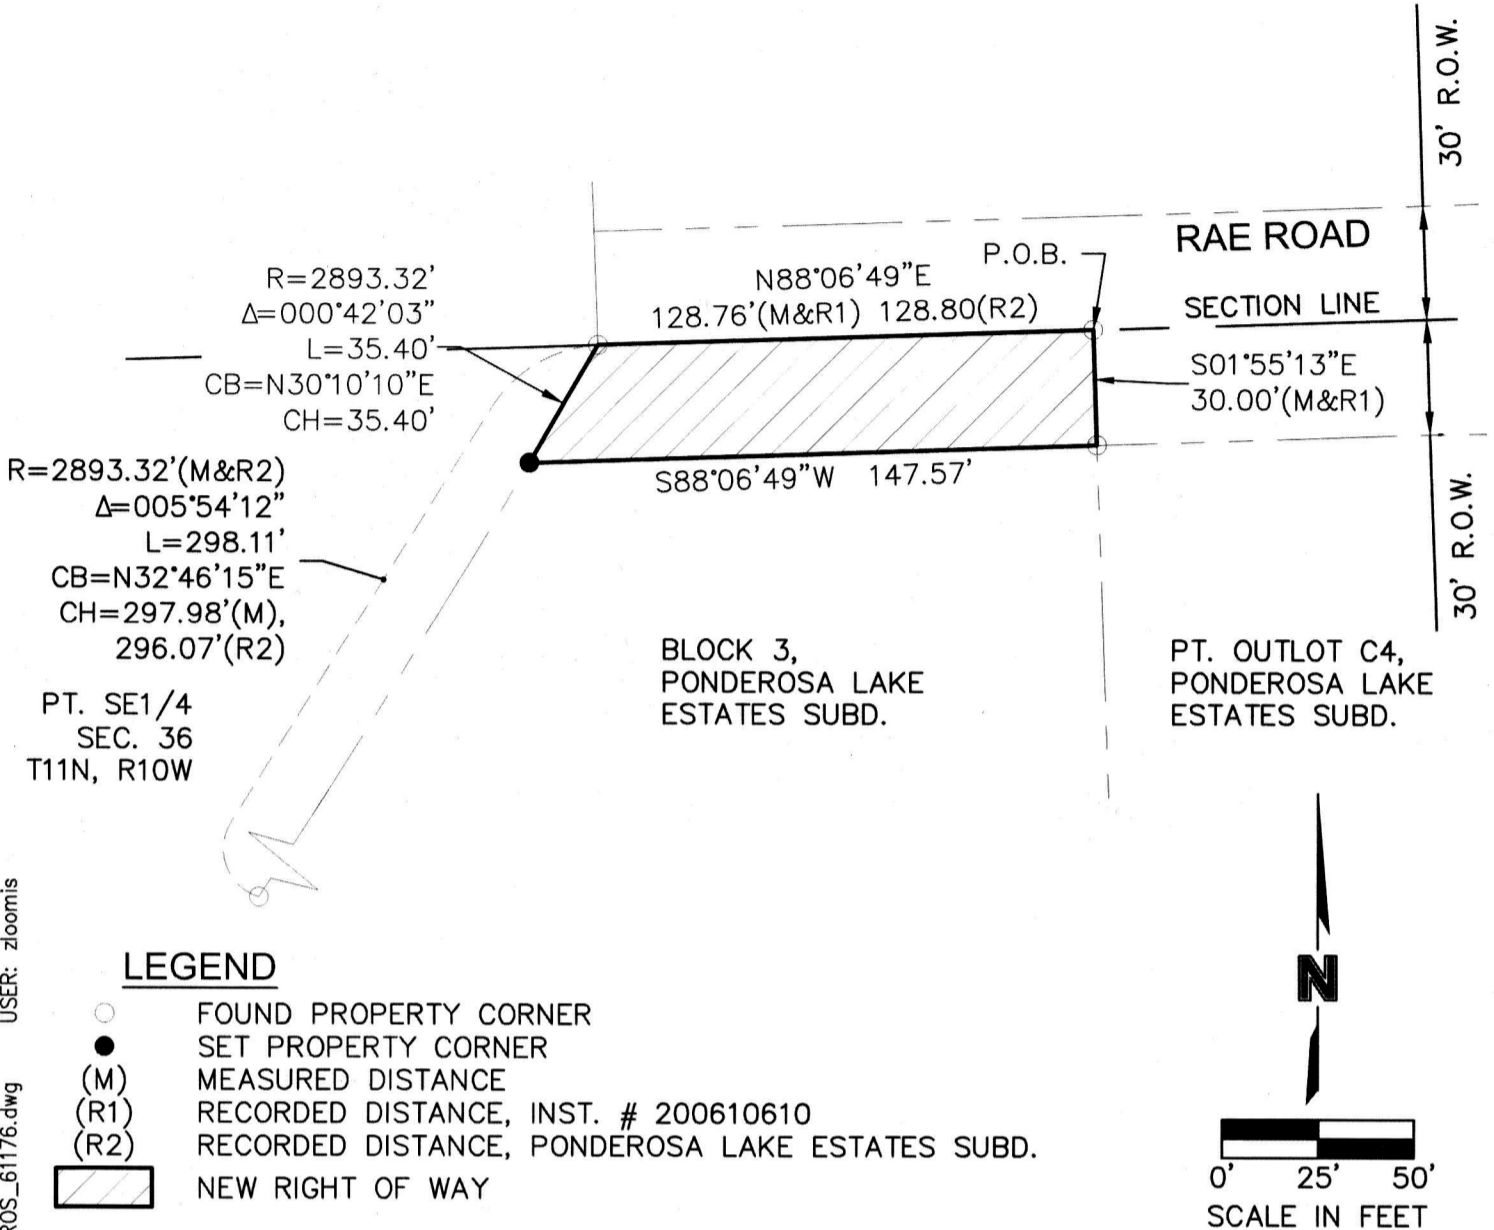 30' R.O.W.
RAE ROAD
P.O.B.
SECTION LINE
R=2893.32'
Δ=000°42'03"
L=35.40'
CB=N30°10'10"E
CH=35.40'
N88°06'49"E
128.76'(M&R1) 128.80(R2)
S01°55'13"E
30.00'(M&R1)
S88°06'49"W 147.57'
R=2893.32'(M&R2)
Δ=005°54'12"
L=298.11'
CB=N32°46'15"E
CH=297.98'(M),
296.07'(R2)
30' R.O.W.
PT. SE1/4
SEC. 36
T11N, R10W
BLOCK 3,
PONDEROSA LAKE
ESTATES SUBD.
PT. OUTLOT C4,
PONDEROSA LAKE
ESTATES SUBD.
LEGEND
FOUND PROPERTY CORNER
SET PROPERTY CORNER
(M) MEASURED DISTANCE
(R1) RECORDED DISTANCE, INST. # 200610610
(R2) RECORDED DISTANCE, PONDEROSA LAKE ESTATES SUBD.
NEW RIGHT OF WAY
N
0' 25' 50'
SCALE IN FEET
ROS_61176.dwg USER: zloomis